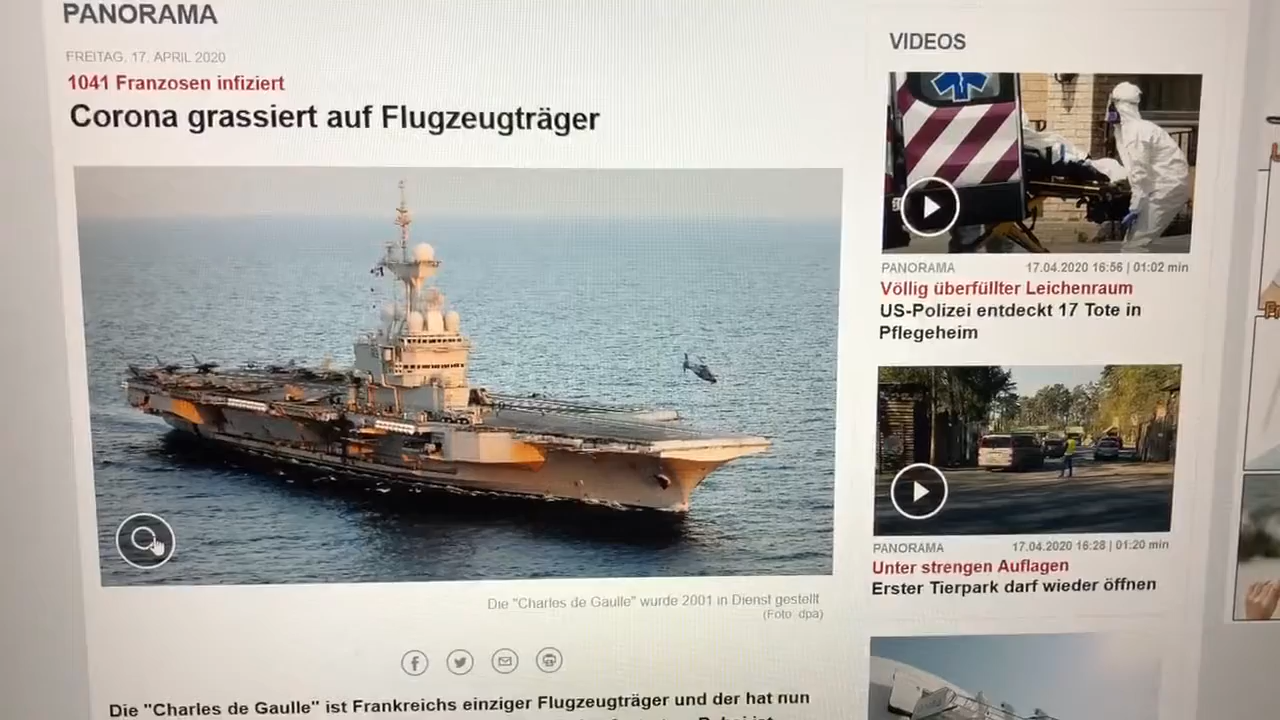 PANORAMA
FREITAG, 17. APRIL 2020
1041 Franzosen infiziert
Corona grassiert auf Flugzeugträger
Die "Charles de Gaulle" wurde 2001 in Dienst gestellt
(Foto: dpa)
Die "Charles de Gaulle" ist Frankreichs einziger Flugzeugträger und der hat nun
VIDEOS
PANORAMA
17.04.2020 16:56 | 01:02 min
Völlig überfüllter Leichenraum
US-Polizei entdeckt 17 Tote in
Pflegeheim
PANORAMA
17.04.2020 16:28 | 01:20 min
Unter strengen Auflagen
Erster Tierpark darf wieder öffnen